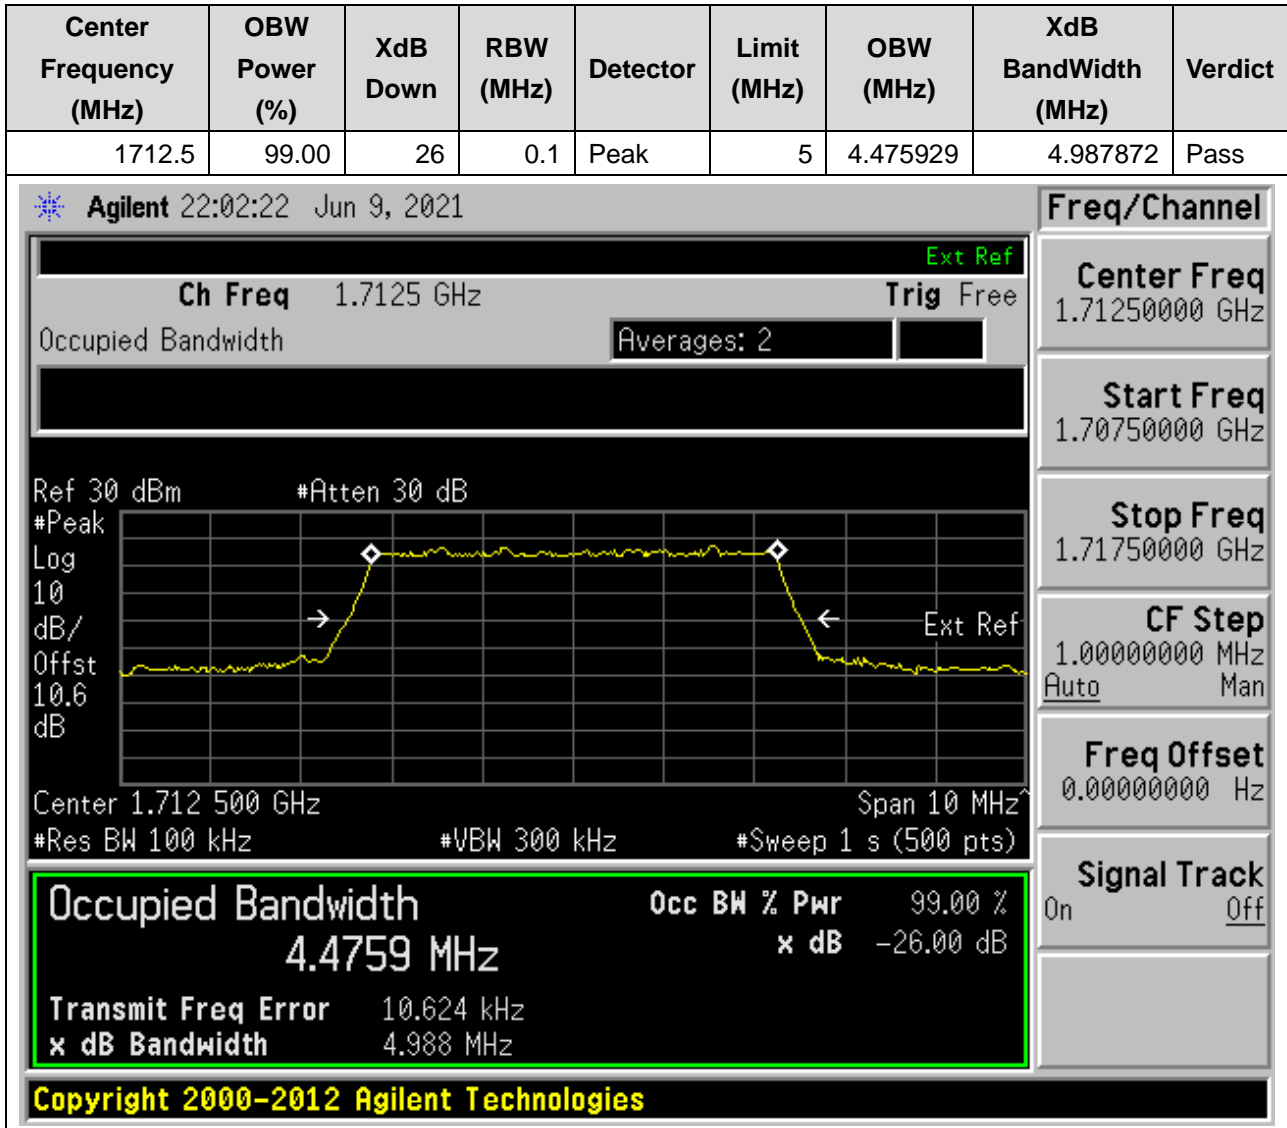 Center Frequency (MHz) OBW Power (%) XdB Down RBW (MHz) Detector Limit (MHz) OBW (MHz) XdB BandWidth (MHz) Verdict
1712.5 99.00 26 0.1 Peak 5 4.475929 4.987872 Pass
Agilent 22:02:22 Jun 9, 2021
Freq/Channel
Ext Ref
Ch Freq 1.7125 GHz Trig Free
Occupied Bandwidth Averages: 2
Center Freq
1.71250000 GHz
Start Freq
1.70750000 GHz
Stop Freq
1.71750000 GHz
CF Step
1.00000000 MHz
Auto Man
Freq Offset
0.00000000 Hz
Signal Track
On Off
Ref 30 dBm #Atten 30 dB
#Peak
Log
10
dB/
Offst
10.6
dB
Ext Ref
Center 1.712 500 GHz Span 10 MHz^
#Res BW 100 kHz #VBW 300 kHz #Sweep 1 s (500 pts)
Occupied Bandwidth Occ BW % Pwr 99.00 %
4.4759 MHz x dB -26.00 dB
Transmit Freq Error 10.624 kHz
x dB Bandwidth 4.988 MHz
Copyright 2000-2012 Agilent Technologies